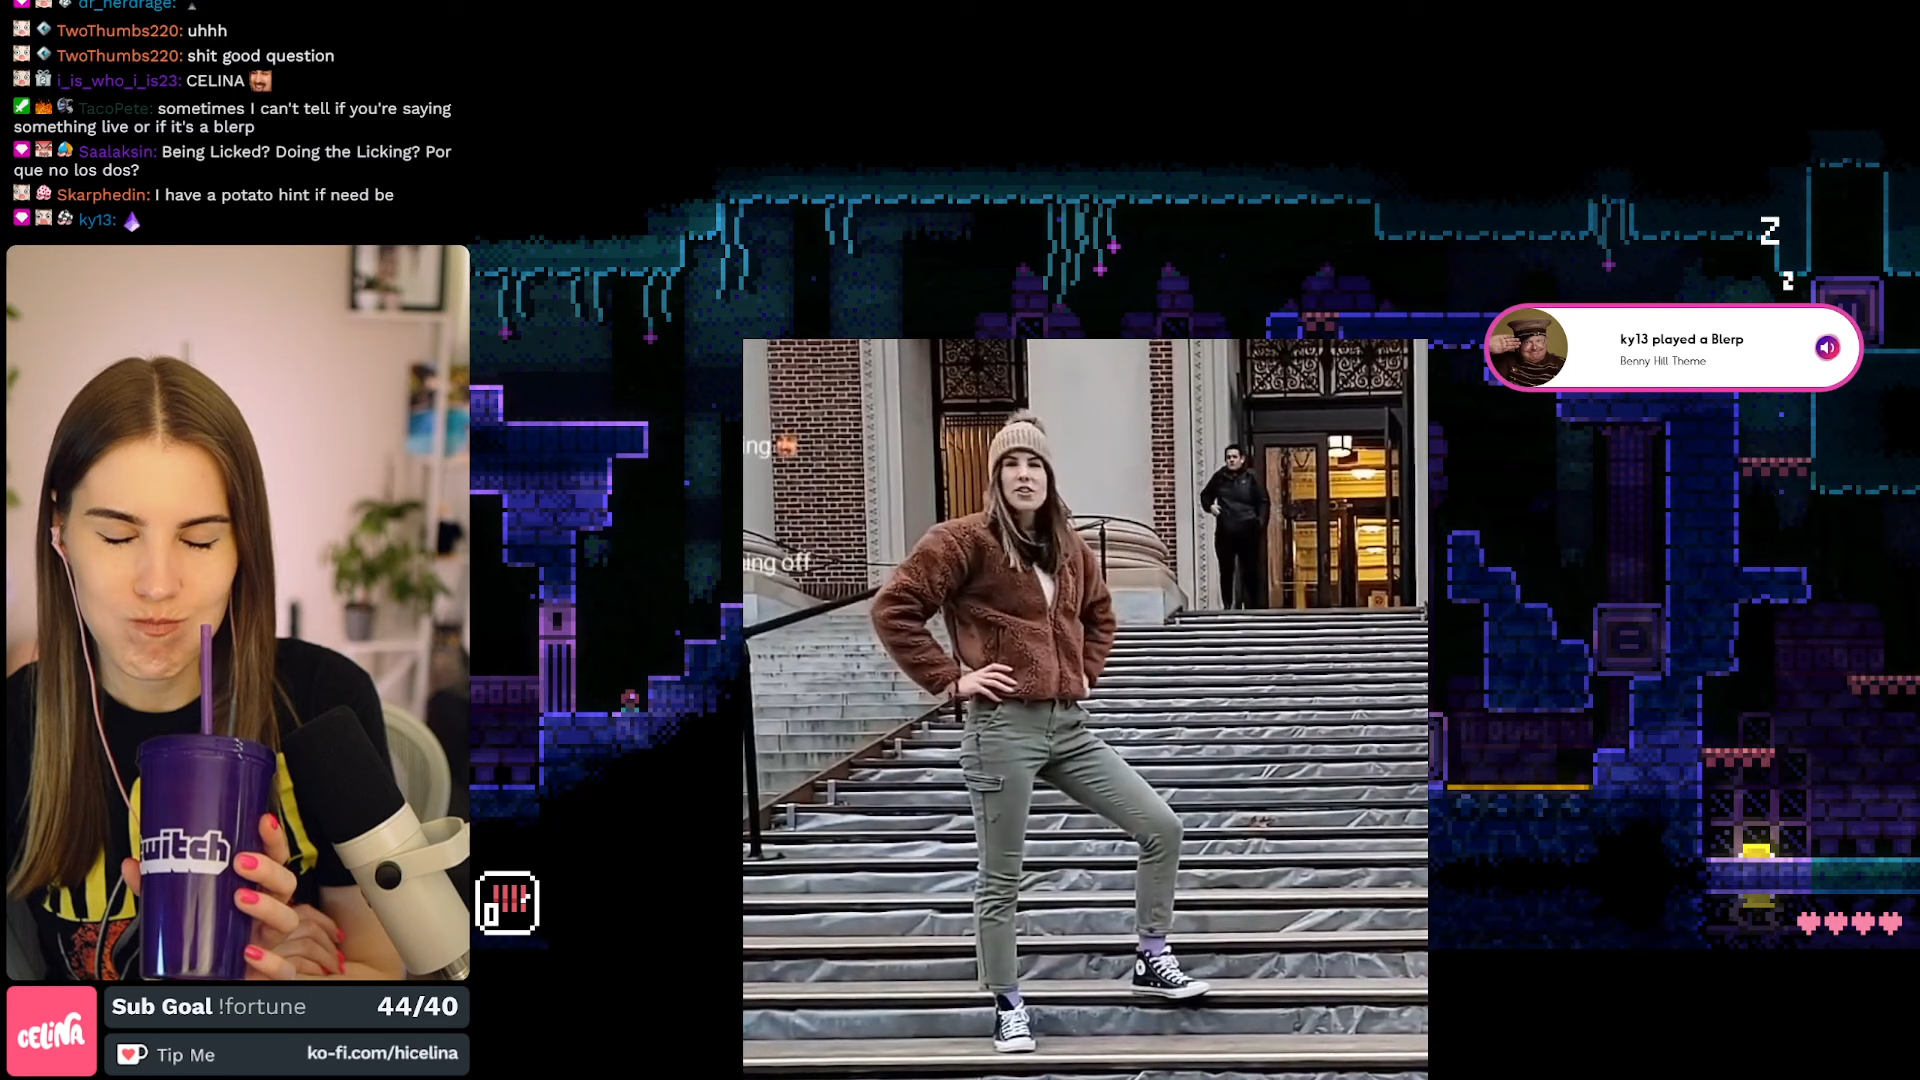 dr_nerdrage:
TwoThumbs220: uhhh
TwoThumbs220: shit good question
i_is_who_i_is23: CELINA
TacoPete: sometimes I can't tell if you're saying
something live or if it's a blerp
Saalaksin: Being Licked? Doing the Licking? Por
que no los dos?
Skarphedin: I have a potato hint if need be
ky13:
Z
z
ky13 played a Blerp
Benny Hill Theme
ing
ing off
witch
CELINA
Sub Goal !fortune 44/40
Tip Me ko-fi.com/hicelina